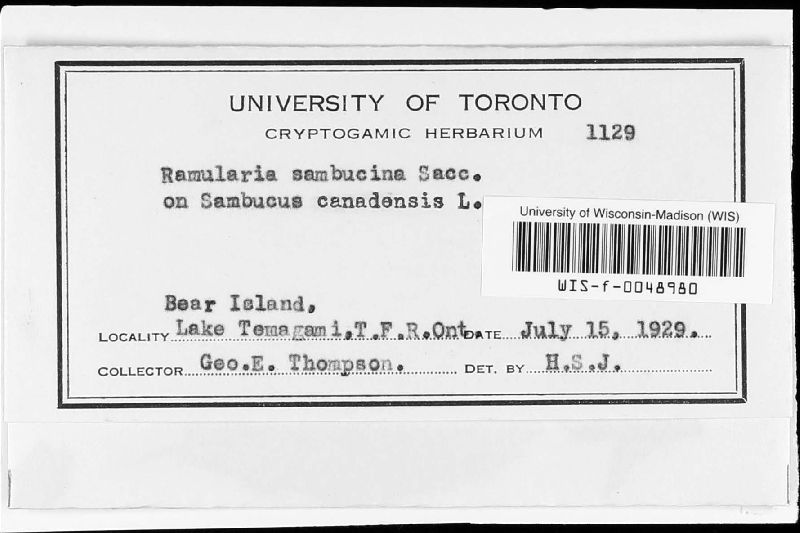 UNIVERSITY OF TORONTO
CRYPTOGAMIC HERBARIUM 1129
Ramularia sambucina Sacc.
on Sambucus canadensis L.
University of Wisconsin-Madison (WIS)
WIS-f-0048980
Bear Island,
LOCALITY Lake Temagami,T.F.R.Ont. DATE July 15, 1929.
COLLECTOR Geo.E. Thompson. DET. BY H.S.J.